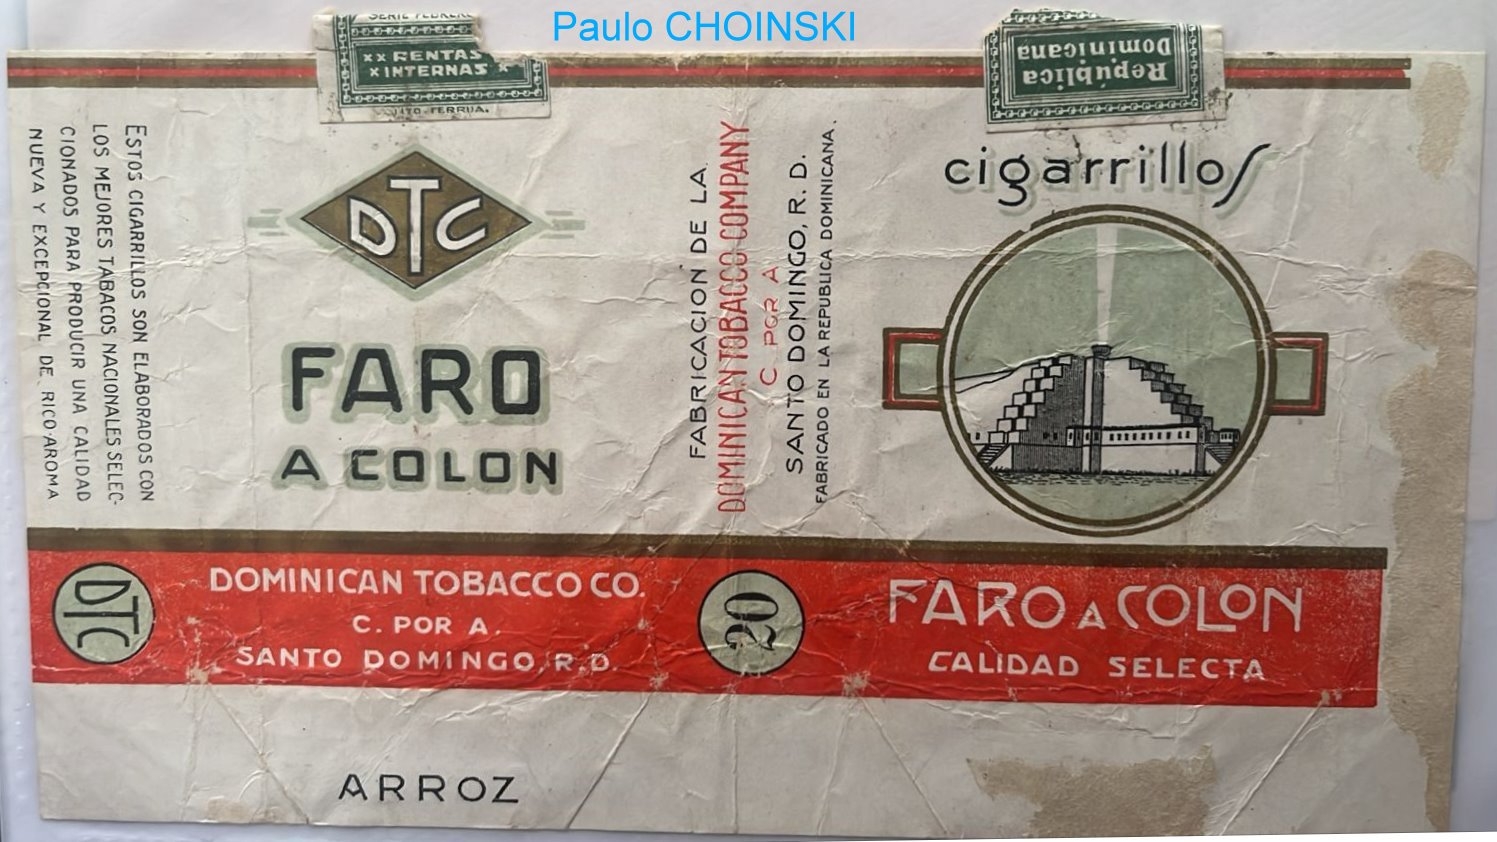 Paulo CHOINSKI
SERIE FEBRERO
RENTAS
INTERNAS
República
Dominicana
ESTOS CIGARRILLOS SON ELABORADOS CON
LOS MEJORES TABACOS NACIONALES SELEC-
CIONADOS PARA PRODUCIR UNA CALIDAD
NUEVA Y EXCEPCIONAL DE RICO AROMA
DTC
FARO
A COLON
FABRICACION DE LA
DOMINICAN TOBACCO COMPANY
C. POR A
SANTO DOMINGO, R. D.
FABRICADO EN LA REPUBLICA DOMINICANA.
cigarrillos
DTC
DOMINICAN TOBACCO CO.
C. POR A.
SANTO DOMINGO, R.D.
20
FARO A COLON
CALIDAD SELECTA
ARROZ